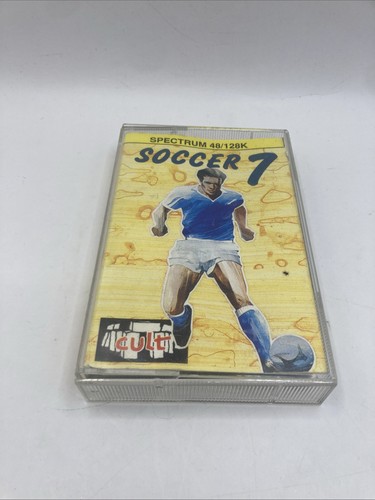 SPECTRUM 48/128K
SOCCER 7
CULT